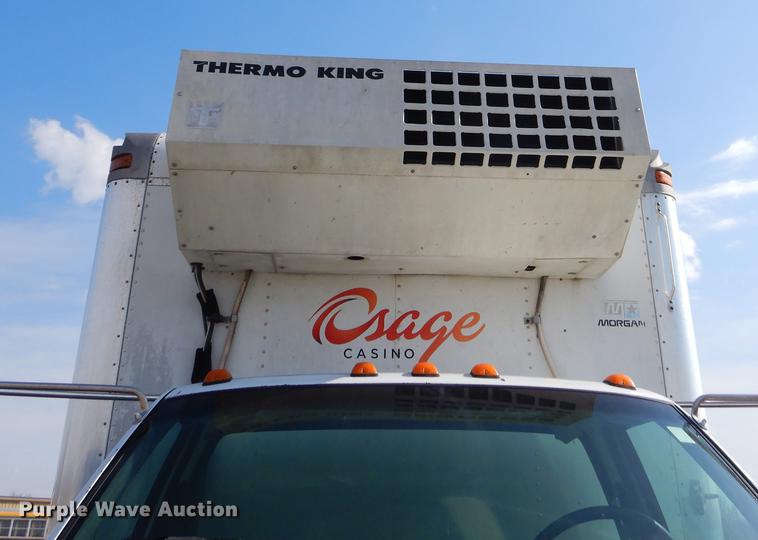 THERMO KING
Osage
CASINO
MORGAN
Purple Wave Auction